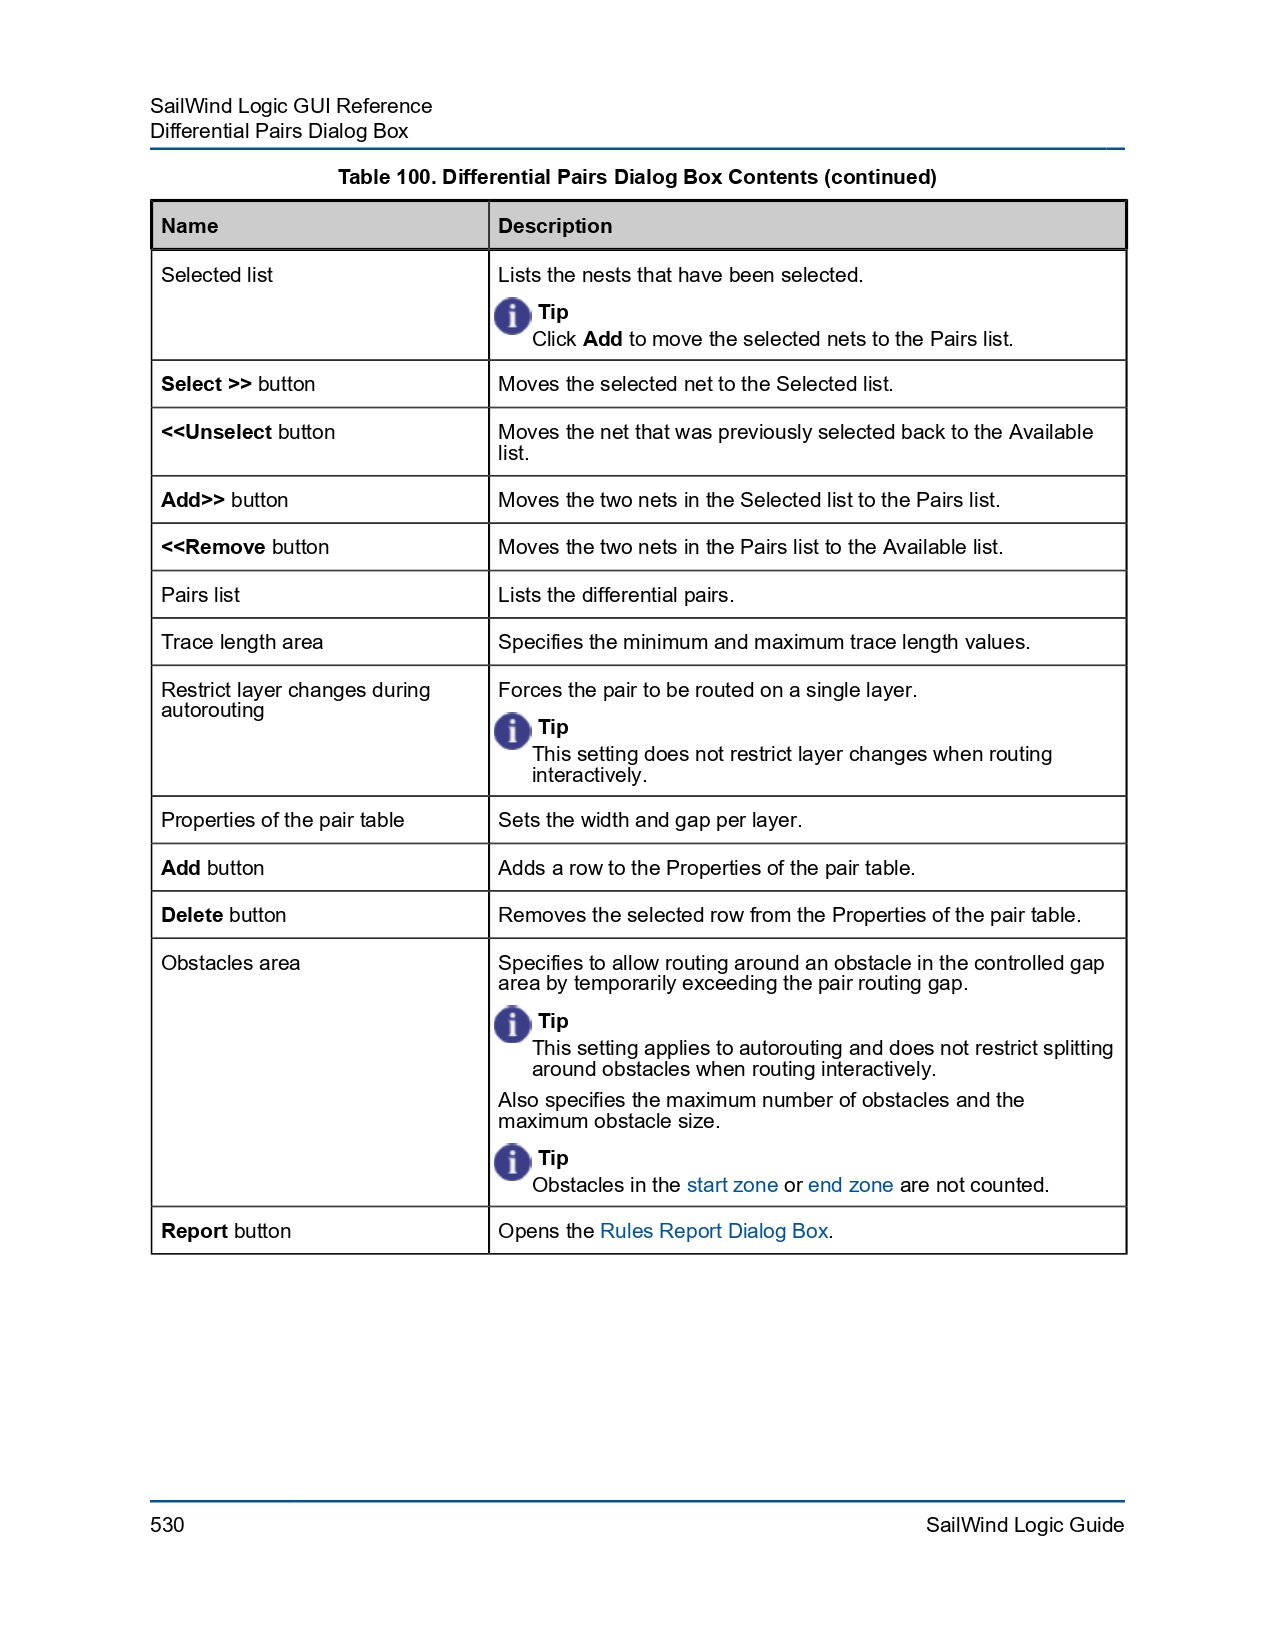 SailWind Logic GUI Reference
Differential Pairs Dialog Box
Table 100. Differential Pairs Dialog Box Contents (continued)
Name
Description
Selected list
Lists the nests that have been selected.
Tip
Click Add to move the selected nets to the Pairs list.
Select >> button
Moves the selected net to the Selected list.
<<Unselect button
Moves the net that was previously selected back to the Available
list.
Add>> button
Moves the two nets in the Selected list to the Pairs list.
<<Remove button
Moves the two nets in the Pairs list to the Available list.
Pairs list
Lists the differential pairs.
Trace length area
Specifies the minimum and maximum trace length values.
Restrict layer changes during
autorouting
Forces the pair to be routed on a single layer.
Tip
This setting does not restrict layer changes when routing
interactively.
Properties of the pair table
Sets the width and gap per layer.
Add button
Adds a row to the Properties of the pair table.
Delete button
Removes the selected row from the Properties of the pair table.
Obstacles area
Specifies to allow routing around an obstacle in the controlled gap
area by temporarily exceeding the pair routing gap.
Tip
This setting applies to autorouting and does not restrict splitting
around obstacles when routing interactively.
Also specifies the maximum number of obstacles and the
maximum obstacle size.
Tip
Obstacles in the start zone or end zone are not counted.
Report button
Opens the Rules Report Dialog Box.
530
SailWind Logic Guide